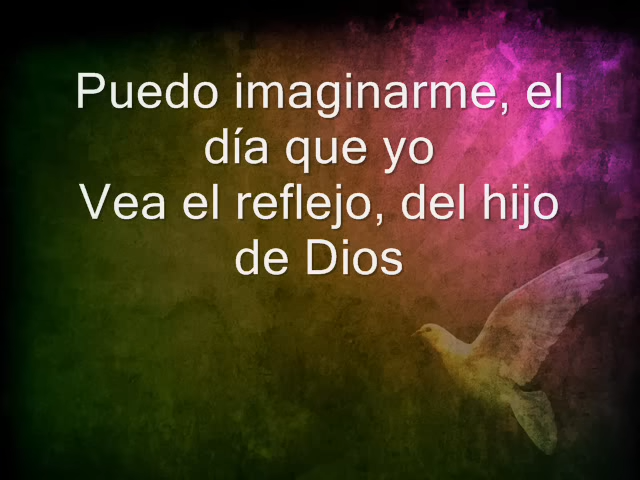 Puedo imaginarme, el
día que yo
Vea el reflejo, del hijo
de Dios